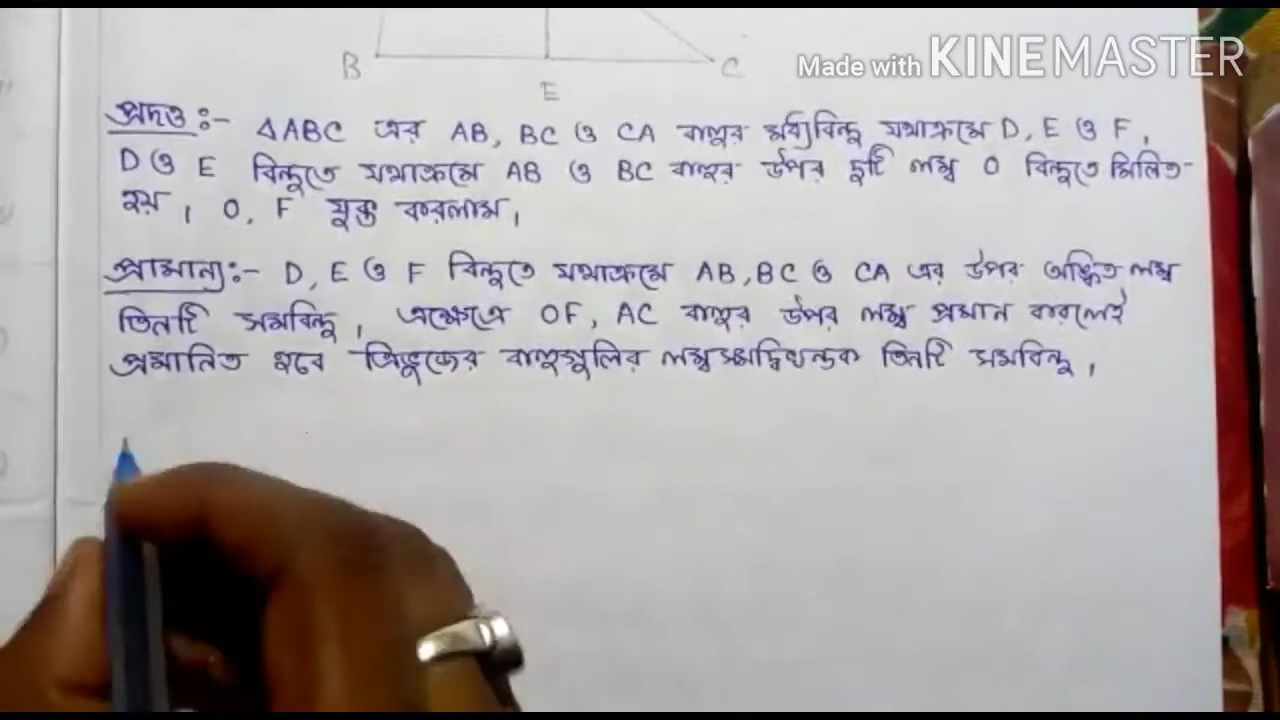 Made with KINEMASTER
B
C
E
প্রদত্ত :- ΔABC এর AB, BC ও CA বাহুর মধ্যবিন্দু যথাক্রমে D, E ও F,
D ও E বিন্দুতে যথাক্রমে AB ও BC বাহুর উপর দুটি লম্ব O বিন্দুতে মিলিত-
হয়। O, F যুক্ত করলাম।
প্রামান্য :- D, E ও F বিন্দুতে যথাক্রমে AB, BC ও CA এর উপর অঙ্কিত লম্ব
তিনটি সমবিন্দু। এক্ষেত্রে OF, AC বাহুর উপর লম্ব প্রমান করলেই
প্রমানিত হবে ত্রিভুজের বাহুগুলির লম্বসমদ্বিখন্ডক তিনটি সমবিন্দু।